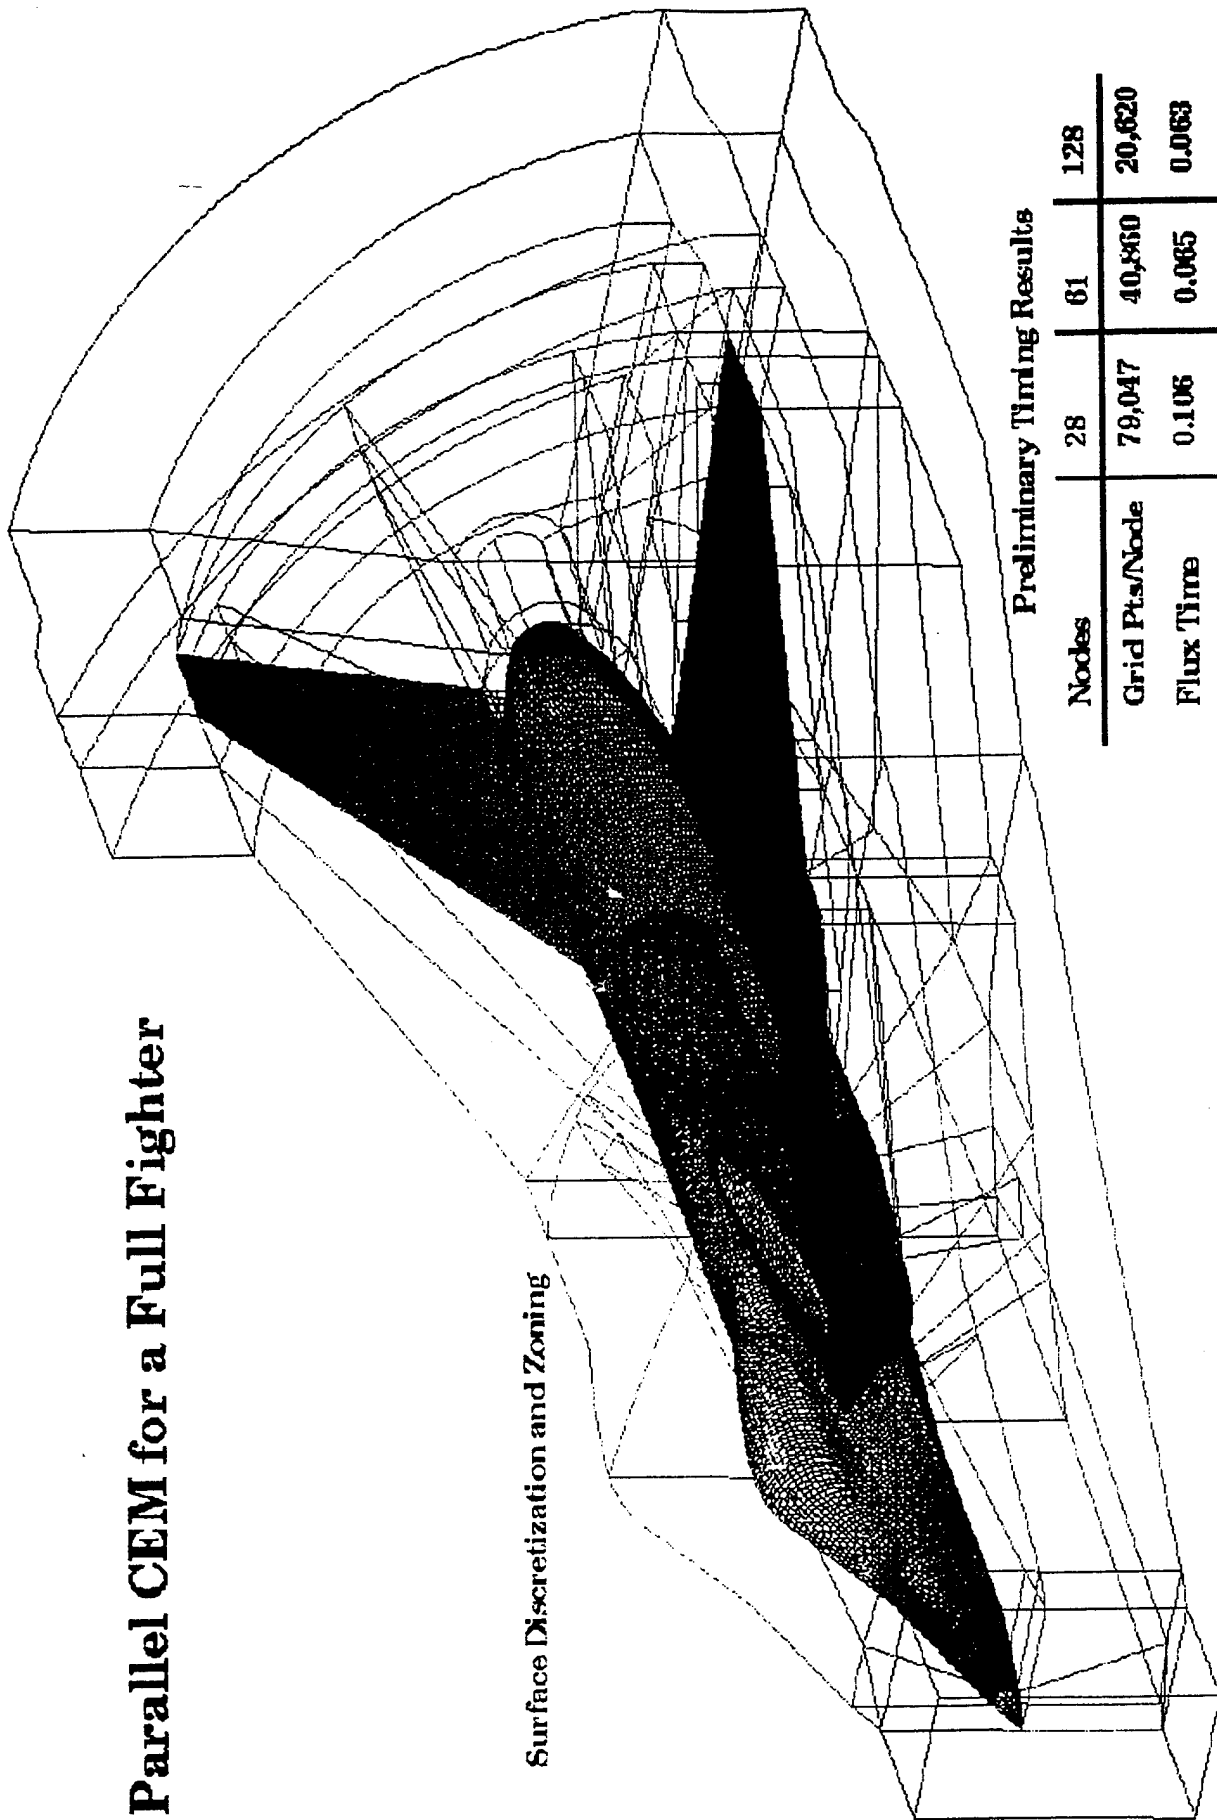 Parallel CEM for a Full Fighter
Surface Discretization and Zoning
Preliminary Timing Results
Nodes 28 61 128
Grid Pts/Node 79,047 40,860 20,620
Flux Time 0.106 0.065 0.063